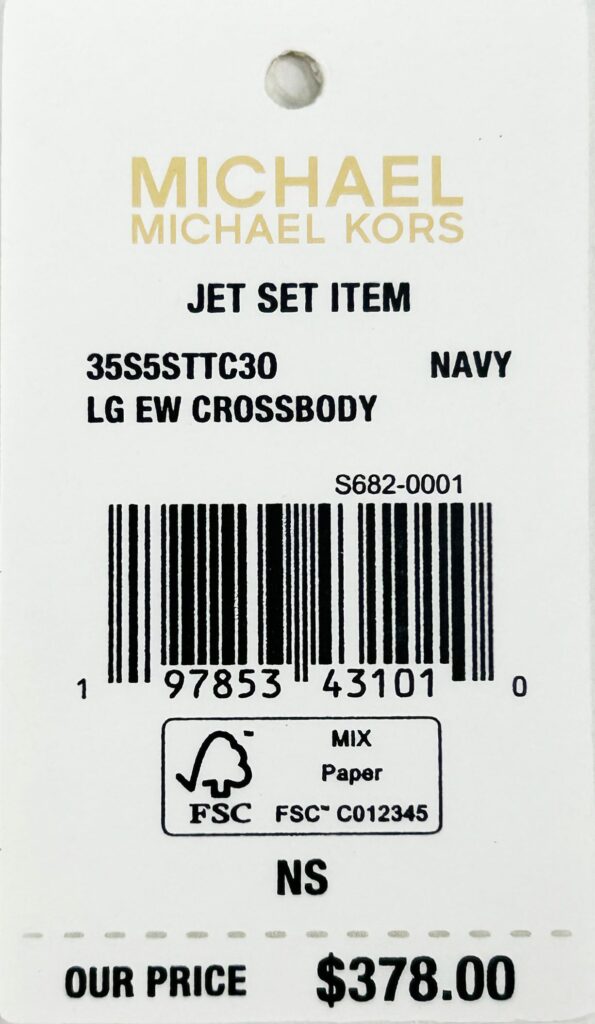 MICHAEL
MICHAEL KORS
JET SET ITEM
35S5STTC3O NAVY
LG EW CROSSBODY
S682-0001
1 97853 43101 0
MIX
Paper
FSC™ C012345
FSC
NS
OUR PRICE $378.00